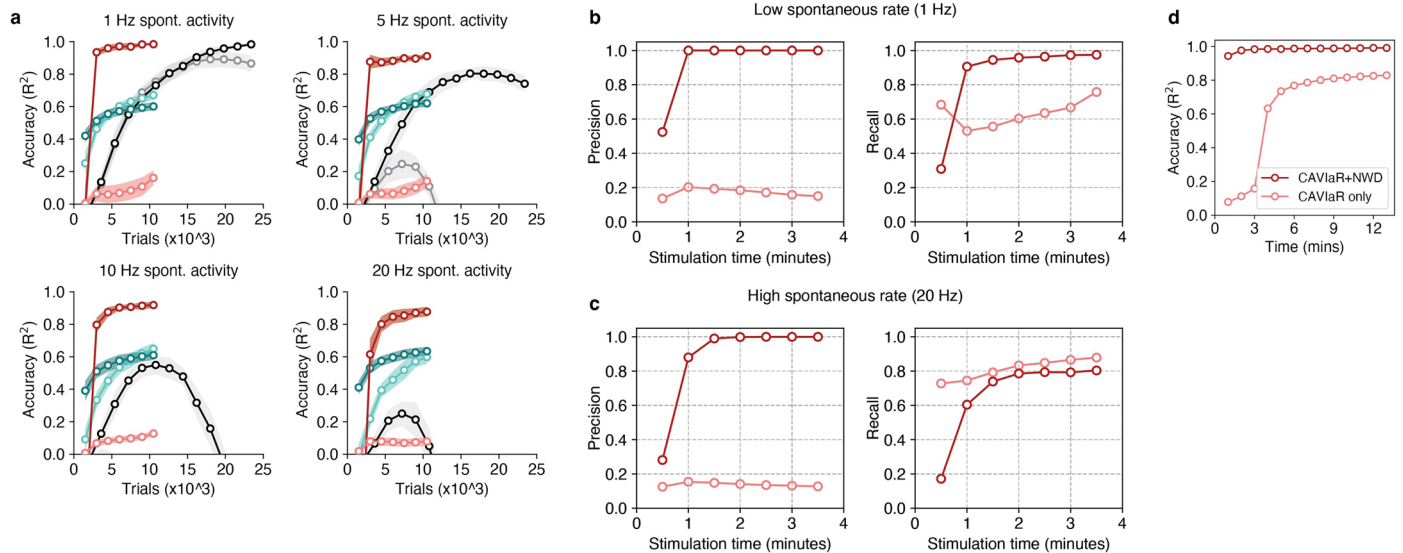 a
1 Hz spont. activity
Accuracy (R²)
1.0
0.8
0.6
0.4
0.2
0.0
0 5 10 15 20 25
Trials (x10^3)
5 Hz spont. activity
Accuracy (R²)
1.0
0.8
0.6
0.4
0.2
0.0
0 5 10 15 20 25
Trials (x10^3)
10 Hz spont. activity
Accuracy (R²)
1.0
0.8
0.6
0.4
0.2
0.0
0 5 10 15 20 25
Trials (x10^3)
20 Hz spont. activity
Accuracy (R²)
1.0
0.8
0.6
0.4
0.2
0.0
0 5 10 15 20 25
Trials (x10^3)
b
Low spontaneous rate (1 Hz)
Precision
1.0
0.8
0.6
0.4
0.2
0.0
0 1 2 3 4
Stimulation time (minutes)
Recall
1.0
0.8
0.6
0.4
0.2
0.0
0 1 2 3 4
Stimulation time (minutes)
c
High spontaneous rate (20 Hz)
Precision
1.0
0.8
0.6
0.4
0.2
0.0
0 1 2 3 4
Stimulation time (minutes)
Recall
1.0
0.8
0.6
0.4
0.2
0.0
0 1 2 3 4
Stimulation time (minutes)
d
Accuracy (R²)
1.0
0.8
0.6
0.4
0.2
0.0
0 3 6 9 12
Time (mins)
CAVIaR+NWD
CAVIaR only